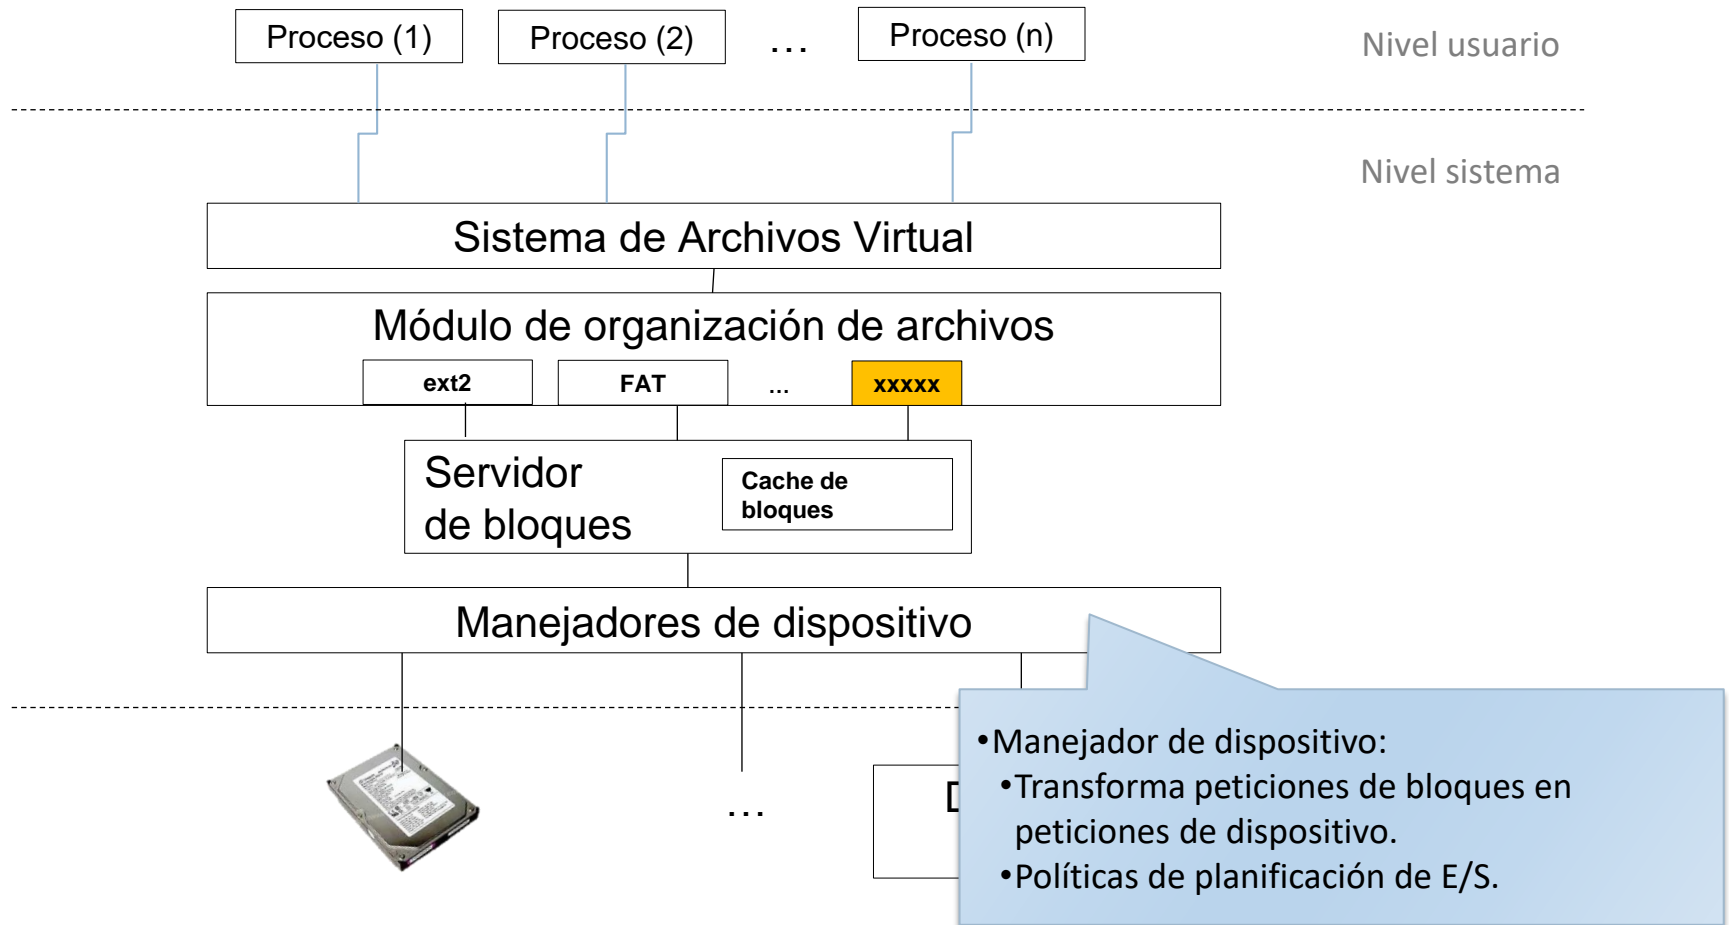 Proceso (1)
Proceso (2)
...
Proceso (n)
Nivel usuario
Nivel sistema
Sistema de Archivos Virtual
Módulo de organización de archivos
ext2
FAT
...
xxxxx
Servidor
de bloques
Cache de
bloques
Manejadores de dispositivo
...
•Manejador de dispositivo:
•Transforma peticiones de bloques en
peticiones de dispositivo.
•Políticas de planificación de E/S.